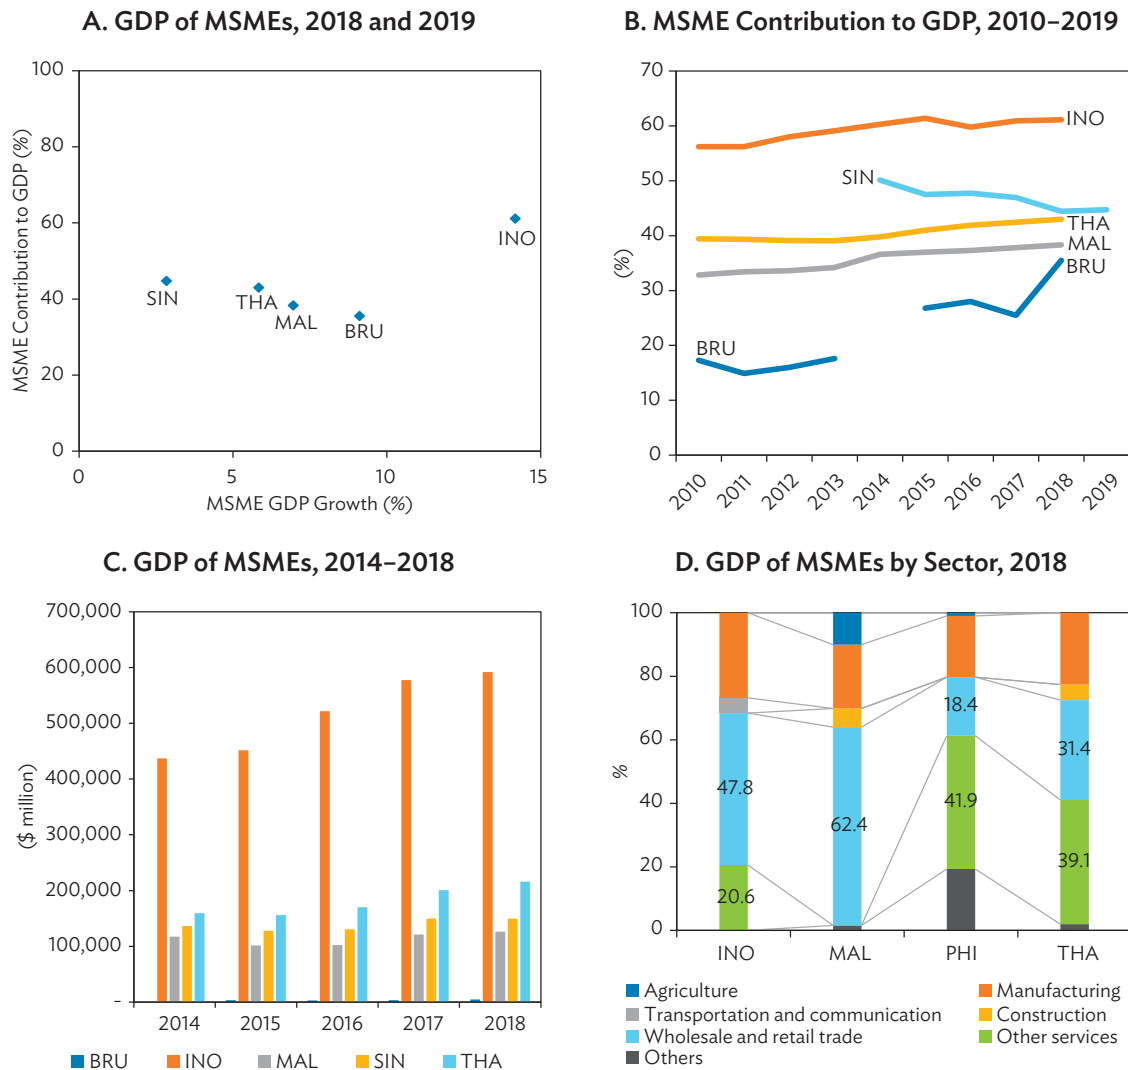 A. GDP of MSMEs, 2018 and 2019
MSME Contribution to GDP (%)
100
80
60
40
20
0
SIN
THA
MAL
BRU
INO
0
5
10
15
MSME GDP Growth (%)
B. MSME Contribution to GDP, 2010–2019
(%)
70
60
50
40
30
20
10
0
INO
SIN
THA
MAL
BRU
BRU
2010
2011
2012
2013
2014
2015
2016
2017
2018
2019
C. GDP of MSMEs, 2014–2018
($ million)
700,000
600,000
500,000
400,000
300,000
200,000
100,000
–
2014
2015
2016
2017
2018
BRU
INO
MAL
SIN
THA
D. GDP of MSMEs by Sector, 2018
%
100
80
60
40
20
0
47.8
20.6
62.4
18.4
41.9
31.4
39.1
INO
MAL
PHI
THA
Agriculture
Manufacturing
Transportation and communication
Construction
Wholesale and retail trade
Other services
Others